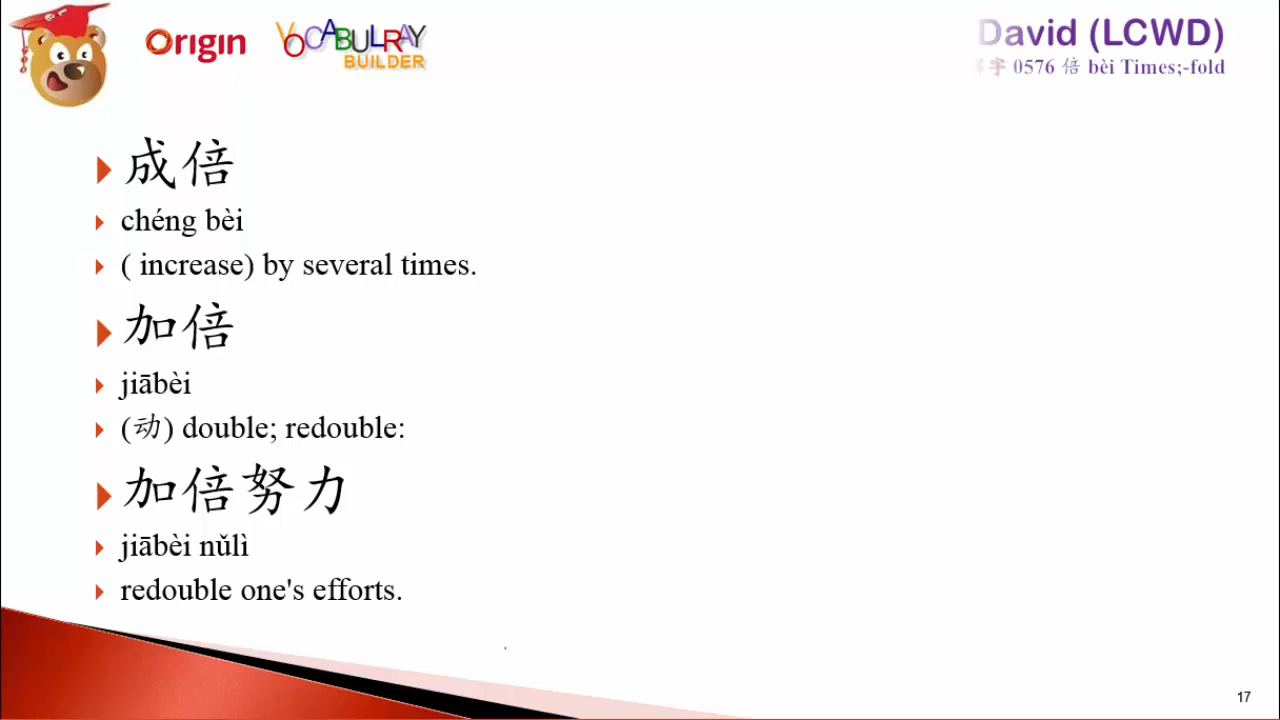 Origin
VOCABULRAY
BUILDER
David (LCWD)
字 0576 倍 bèi Times;-fold
成倍
chéng bèi
( increase) by several times.
加倍
jiābèi
(动) double; redouble:
加倍努力
jiābèi nǔlì
redouble one's efforts.
17